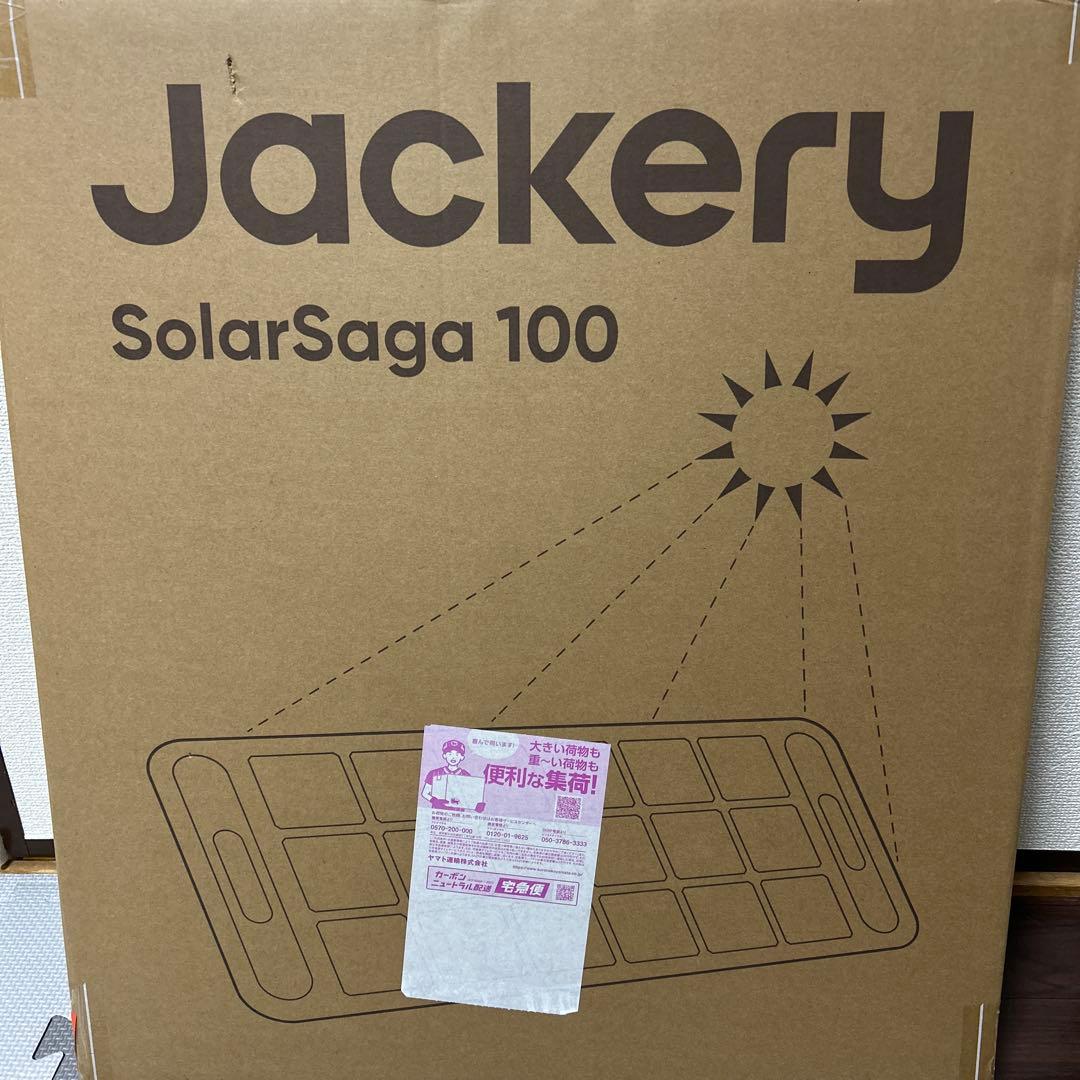 Jackery
SolarSaga 100
喜んで伺います!
大きい荷物も
重〜い荷物も
便利な集荷!
0570-200-000
0120-01-9625
050-3786-3333
ヤマト運輸株式会社
カーボン
ニュートラル配送
宅急便